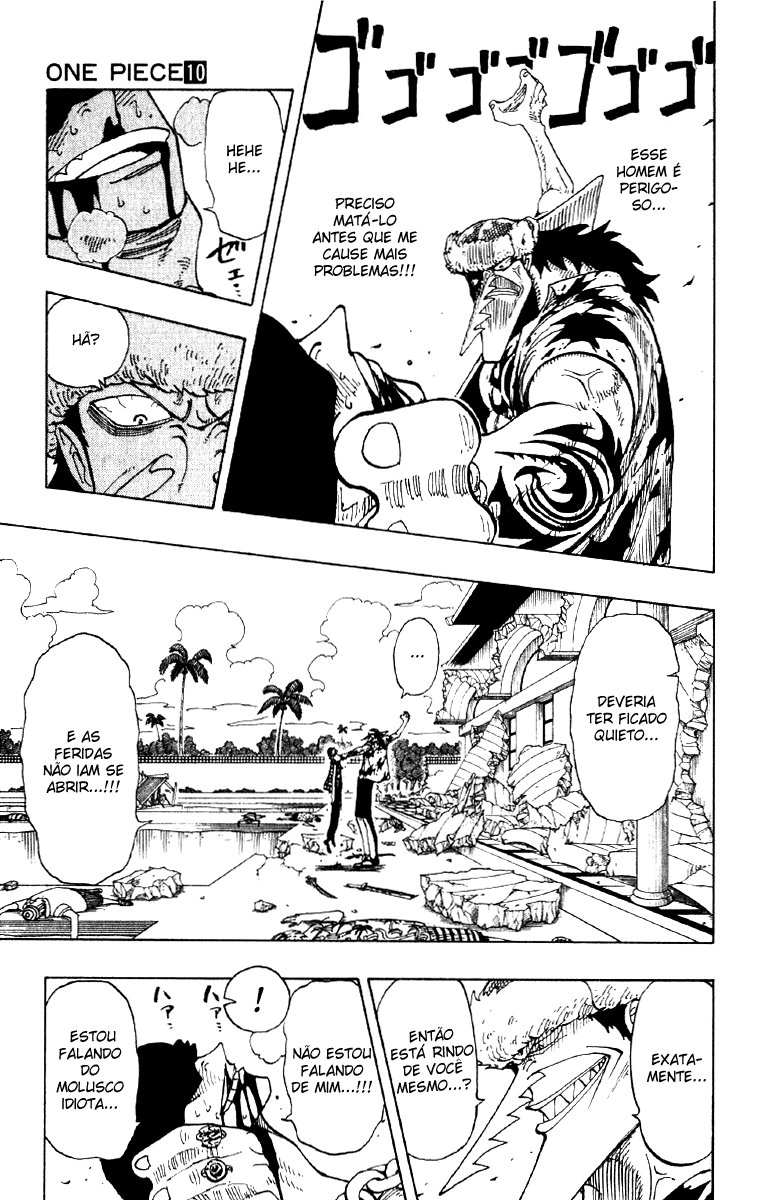 ONE PIECE 10
ゴゴゴゴゴゴゴ
ESSE
HOMEM É
PERIGO-
SO...
PRECISO
MATÁ-LO
ANTES QUE ME
CAUSE MAIS
PROBLEMAS!!!
HEHE
HE...
ゼェ…
HÃ?
DEVERIA
TER FICADO
QUIETO...
...
E AS
FERIDAS
NÃO IAM SE
ABRIR...!!!
EXATA-
MENTE...
ENTÃO
ESTÁ RINDO
DE VOCÊ
MESMO...?
NÃO ESTOU
FALANDO
DE MIM...!!!
!
ハァ…
ハァ…
ESTOU
FALANDO
DO
MOLUSCO
IDIOTA...